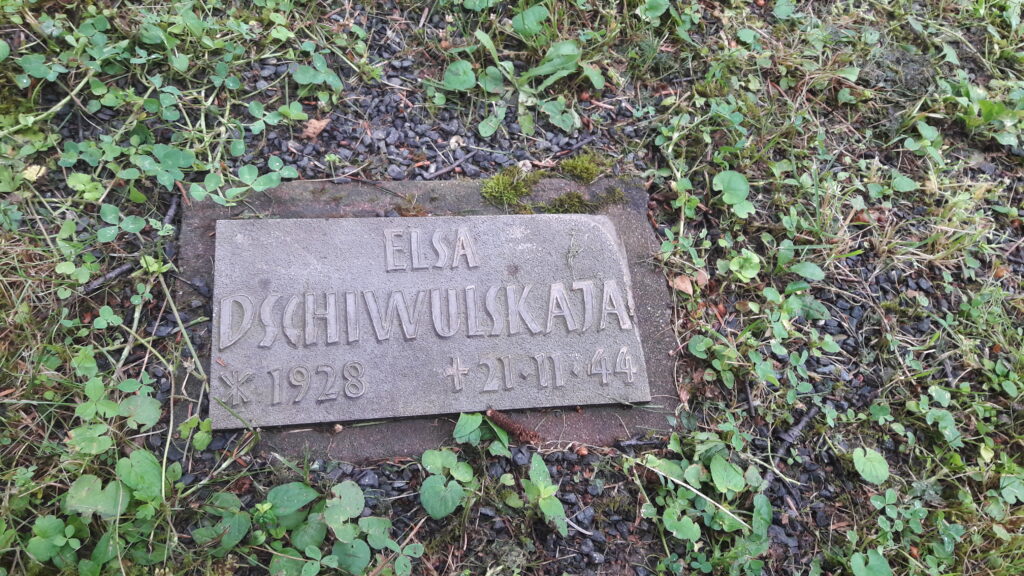 ELSA
DSCHIWULSKAJA
* 1928 + 21·11·44